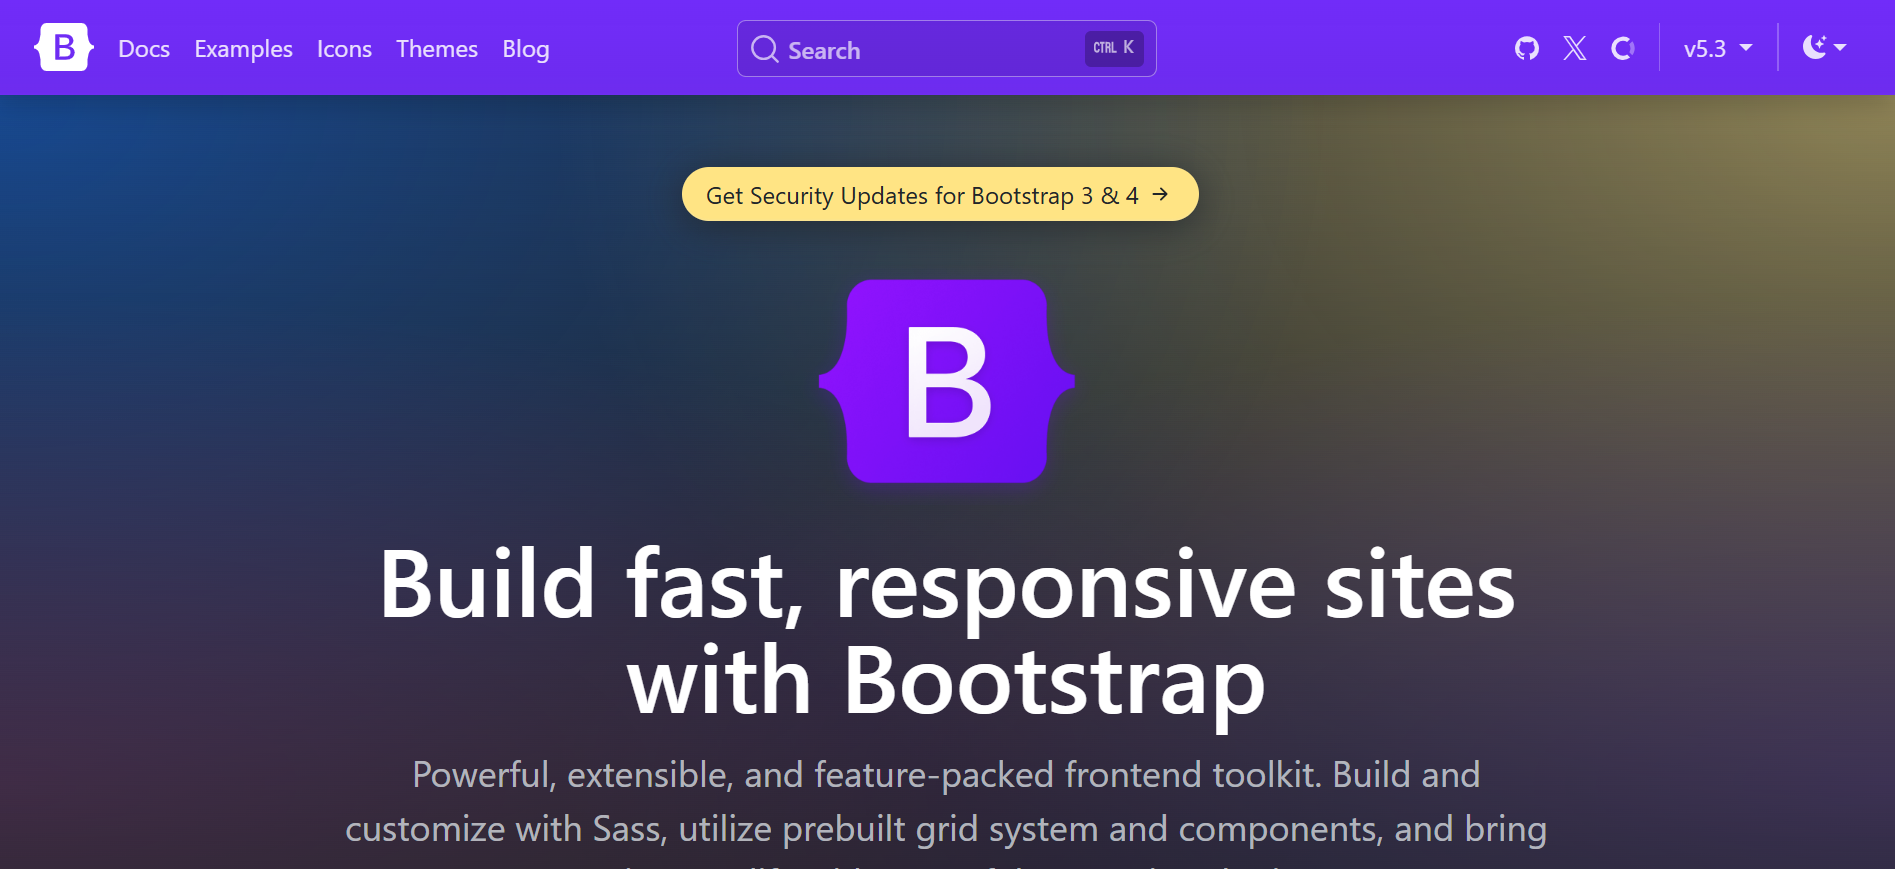 B Docs Examples Icons Themes Blog Search CTRL K v5.3
Get Security Updates for Bootstrap 3 & 4 →
B
Build fast, responsive sites
with Bootstrap
Powerful, extensible, and feature-packed frontend toolkit. Build and
customize with Sass, utilize prebuilt grid system and components, and bring